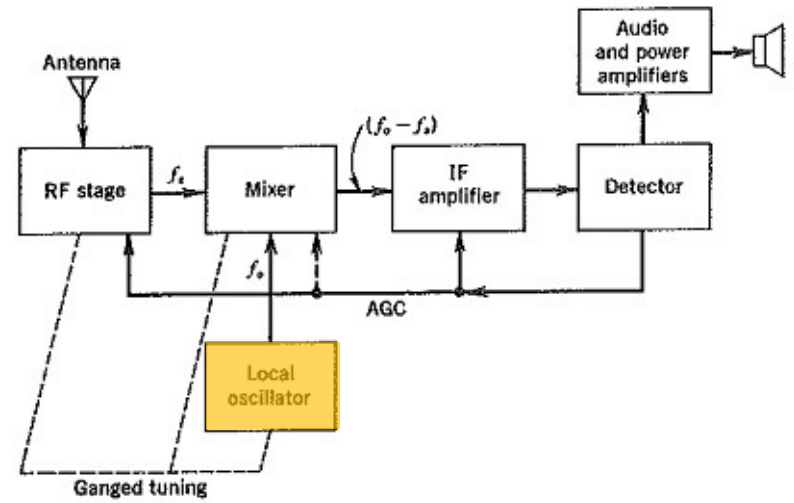 Antenna
RF stage
fs
Mixer
(fo – fs)
IF
amplifier
Detector
Audio
and power
amplifiers
fo
AGC
Local
oscillator
Ganged tuning